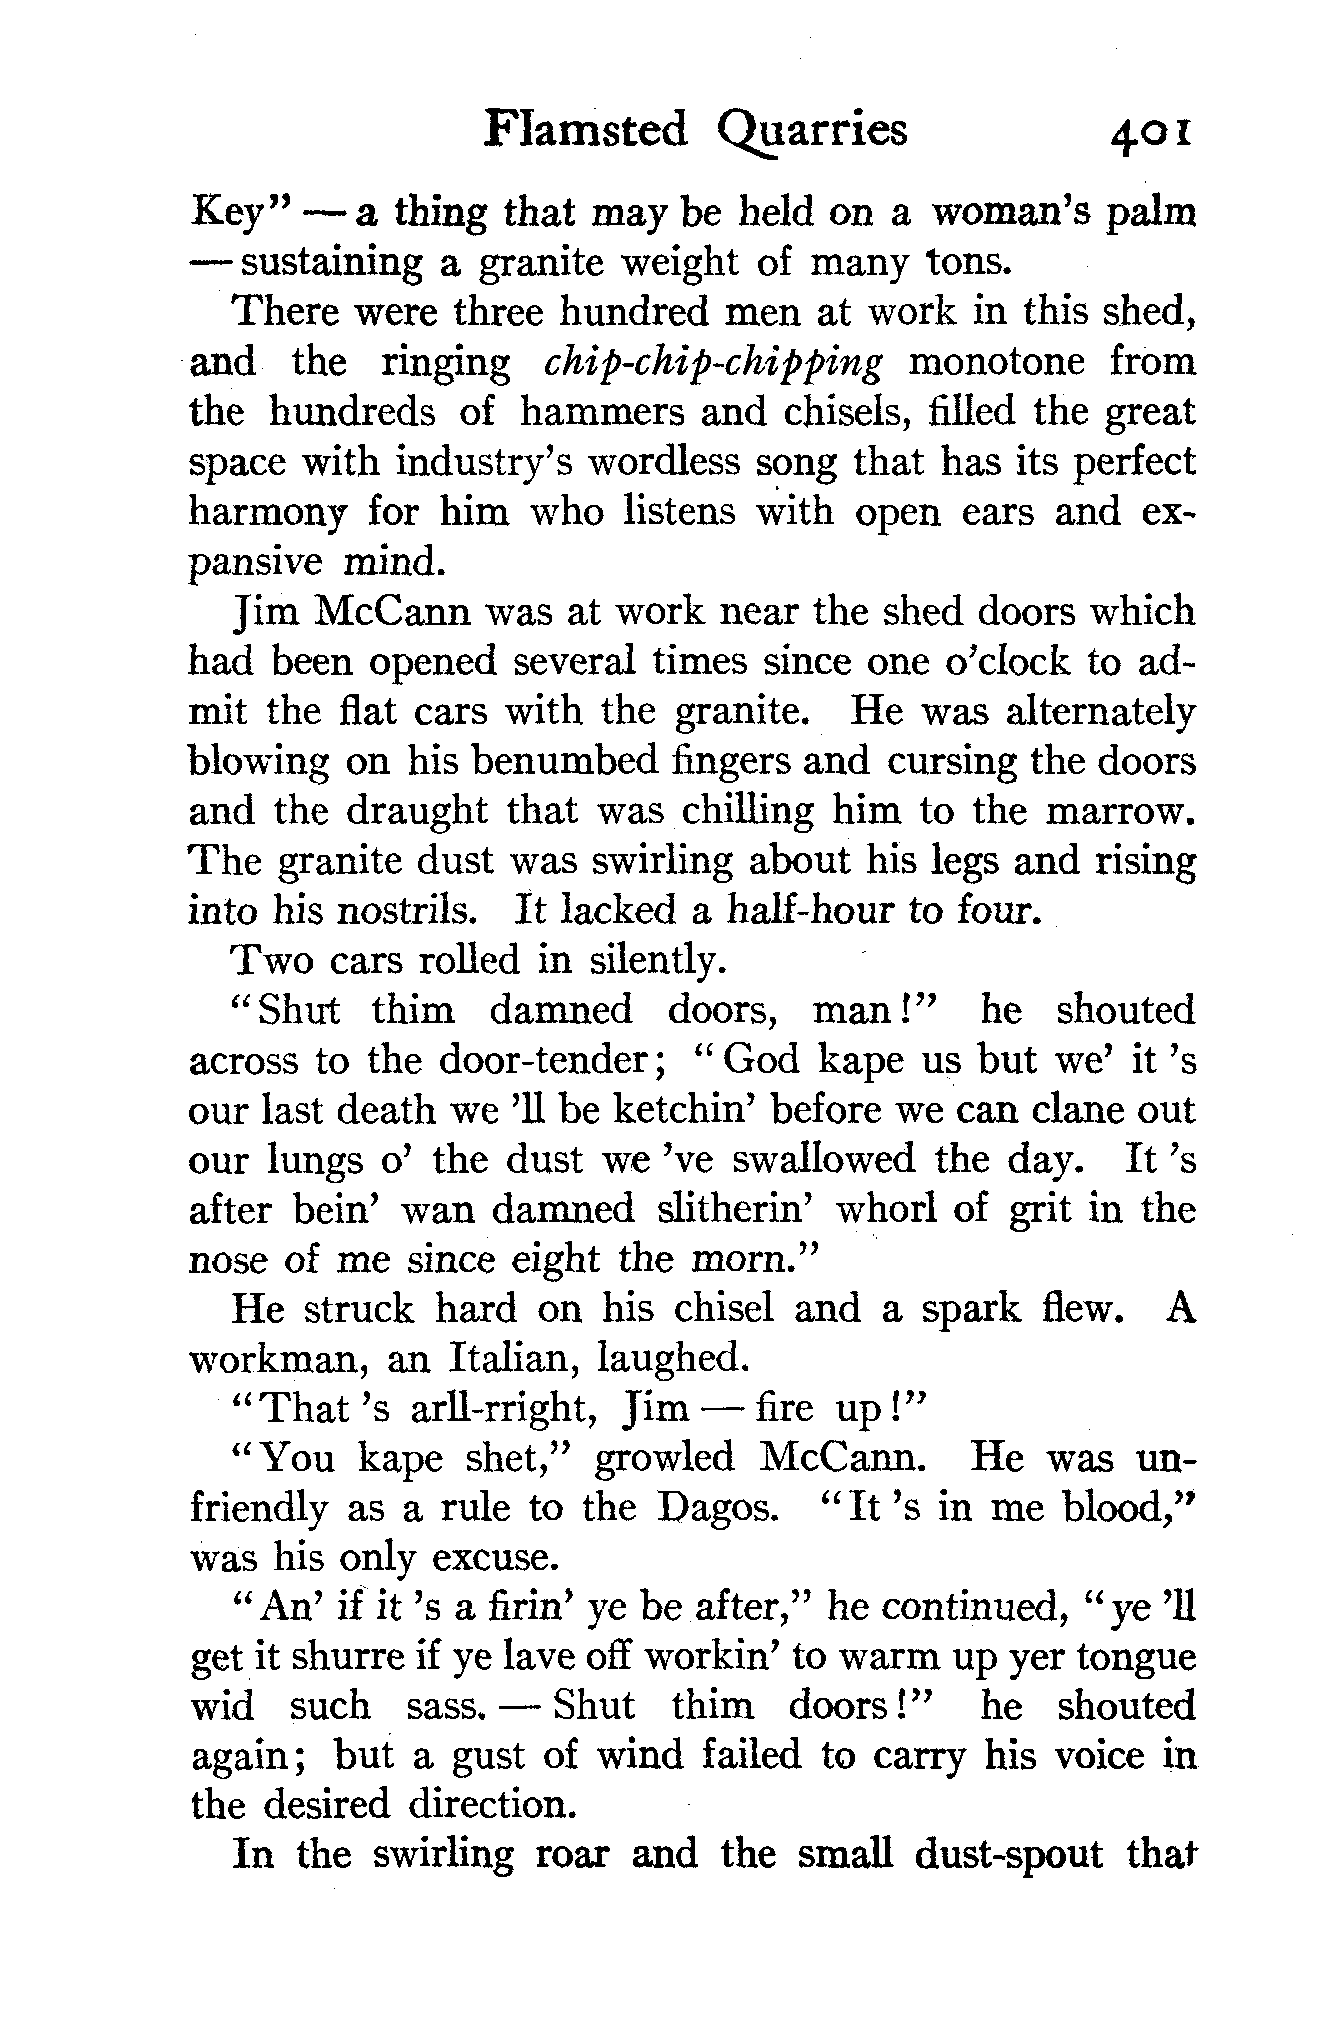 Flamsted Quarries 401
Key" — a thing that may be held on a woman's palm
— sustaining a granite weight of many tons.
There were three hundred men at work in this shed,
and the ringing chip-chip-chipping monotone from
the hundreds of hammers and chisels, filled the great
space with industry's wordless song that has its perfect
harmony for him who listens with open ears and ex-
pansive mind.
Jim McCann was at work near the shed doors which
had been opened several times since one o'clock to ad-
mit the flat cars with the granite. He was alternately
blowing on his benumbed fingers and cursing the doors
and the draught that was chilling him to the marrow.
The granite dust was swirling about his legs and rising
into his nostrils. It lacked a half-hour to four.
Two cars rolled in silently.
"Shut thim damned doors, man!" he shouted
across to the door-tender; "God kape us but we' it 's
our last death we 'll be ketchin' before we can clane out
our lungs o' the dust we 've swallowed the day. It 's
after bein' wan damned slitherin' whorl of grit in the
nose of me since eight the morn."
He struck hard on his chisel and a spark flew. A
workman, an Italian, laughed.
"That 's arll-rright, Jim — fire up!"
"You kape shet," growled McCann. He was un-
friendly as a rule to the Dagos. "It 's in me blood,"
was his only excuse.
"An' if it 's a firin' ye be after," he continued, "ye 'll
get it shurre if ye lave off workin' to warm up yer tongue
wid such sass. — Shut thim doors!" he shouted
again; but a gust of wind failed to carry his voice in
the desired direction.
In the swirling roar and the small dust-spout that